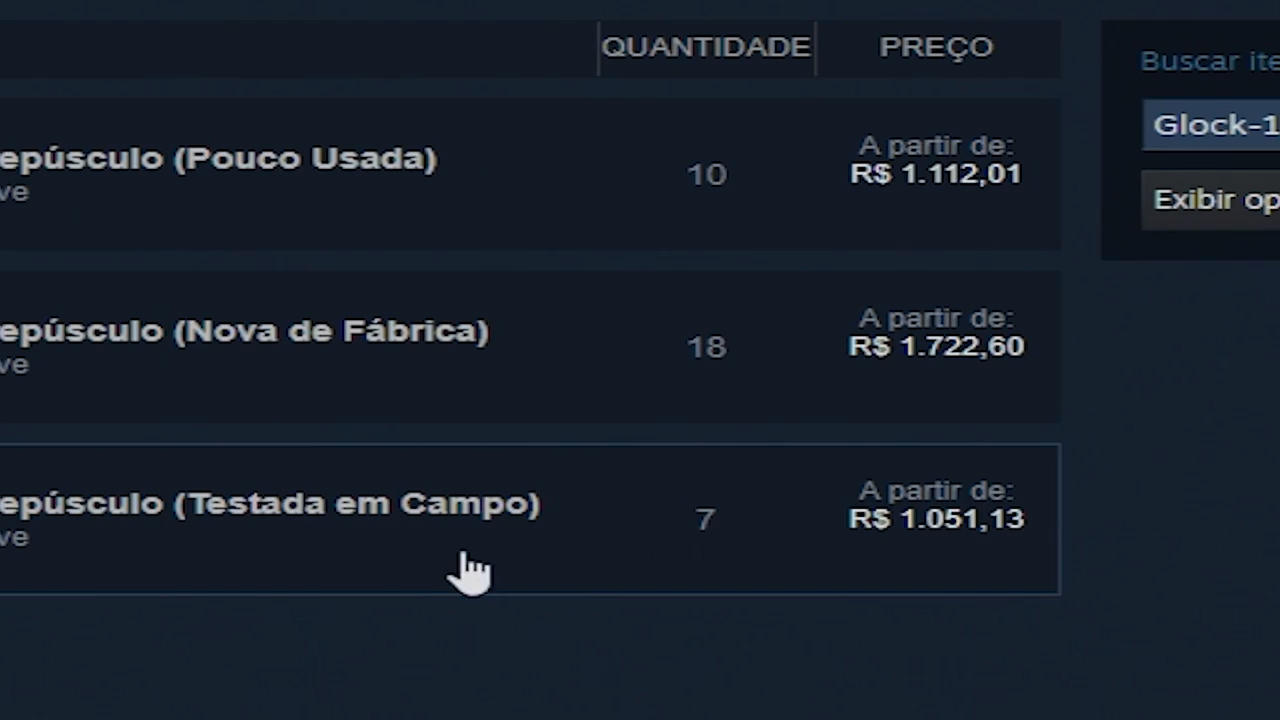 QUANTIDADE PREÇO
Buscar ite
Glock-1
Exibir op
epúsculo (Pouco Usada)
ve
10
A partir de:
R$ 1.112,01
epúsculo (Nova de Fábrica)
ve
18
A partir de:
R$ 1.722,60
epúsculo (Testada em Campo)
ve
7
A partir de:
R$ 1.051,13